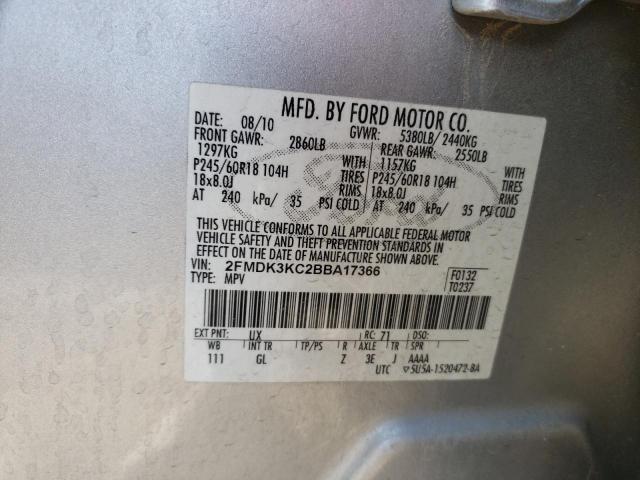 MFD. BY FORD MOTOR CO.
DATE: 08/10 GVWR: 5380LB/ 2440KG
FRONT GAWR: 2860LB REAR GAWR: 2550LB
1297KG WITH 1157KG WITH
P245/60R18 104H TIRES P245/60R18 104H TIRES
18x8.0J RIMS 18x8.0J RIMS
AT 240 kPa/ 35 PSI COLD AT 240 kPa/ 35 PSI COLD
THIS VEHICLE CONFORMS TO ALL APPLICABLE FEDERAL MOTOR
VEHICLE SAFETY AND THEFT PREVENTION STANDARDS IN
EFFECT ON THE DATE OF MANUFACTURE SHOWN ABOVE.
VIN: 2FMDK3KC2BBA17366 F0132
TYPE: MPV T0237
EXT PNT: UX RC: 71 DSO:
WB INT TR TP/PS R AXLE TR SPR
111 GL Z 3E J AAAA
UTC ▽5U5A-1520472-BA